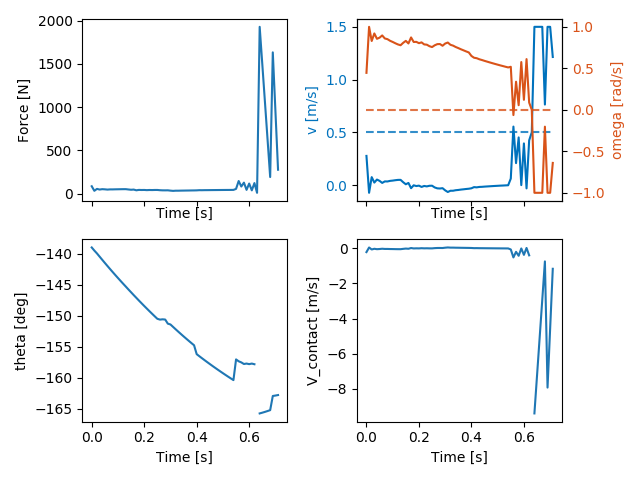 Force [N]
2000
1500
1000
500
0
Time [s]
v [m/s]
1.5
1.0
0.5
0.0
1.0
0.5
0.0
−0.5
−1.0
omega [rad/s]
Time [s]
theta [deg]
−140
−145
−150
−155
−160
−165
0.0 0.2 0.4 0.6
Time [s]
V_contact [m/s]
0
−2
−4
−6
−8
0.0 0.2 0.4 0.6
Time [s]